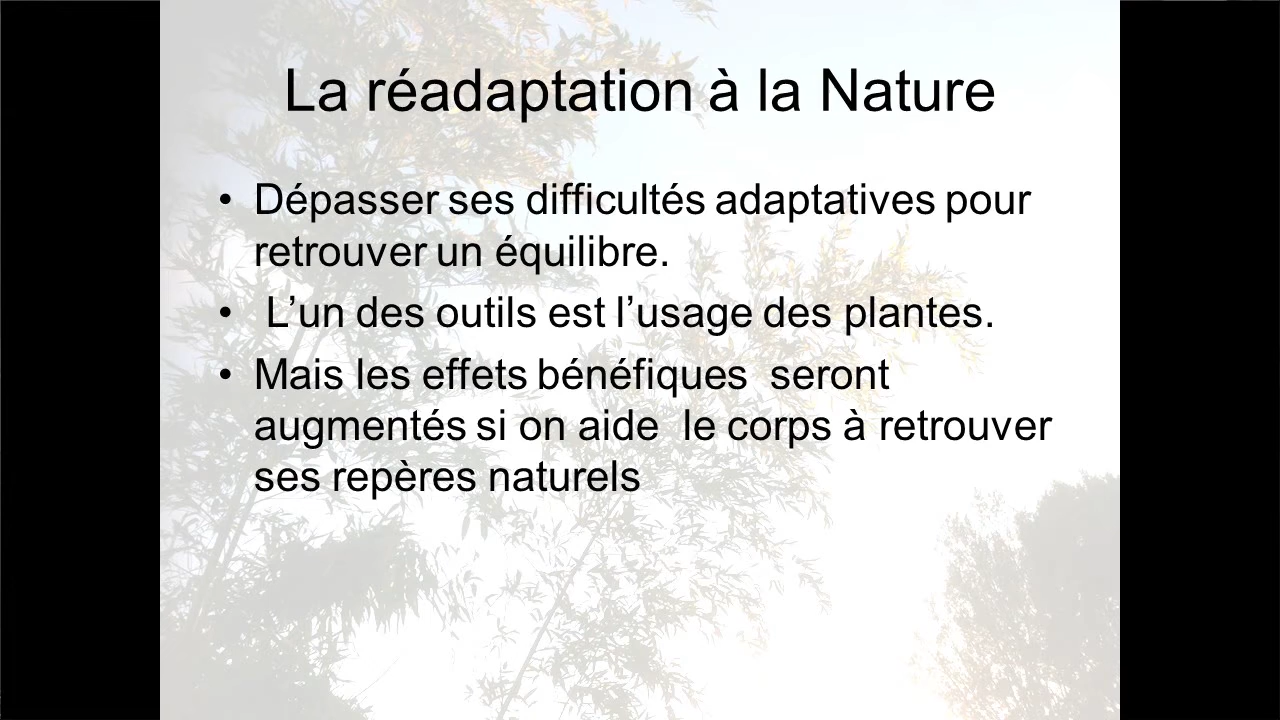 La réadaptation à la Nature
• Dépasser ses difficultés adaptatives pour
retrouver un équilibre.
• L’un des outils est l’usage des plantes.
• Mais les effets bénéfiques  seront
augmentés si on aide  le corps à retrouver
ses repères naturels